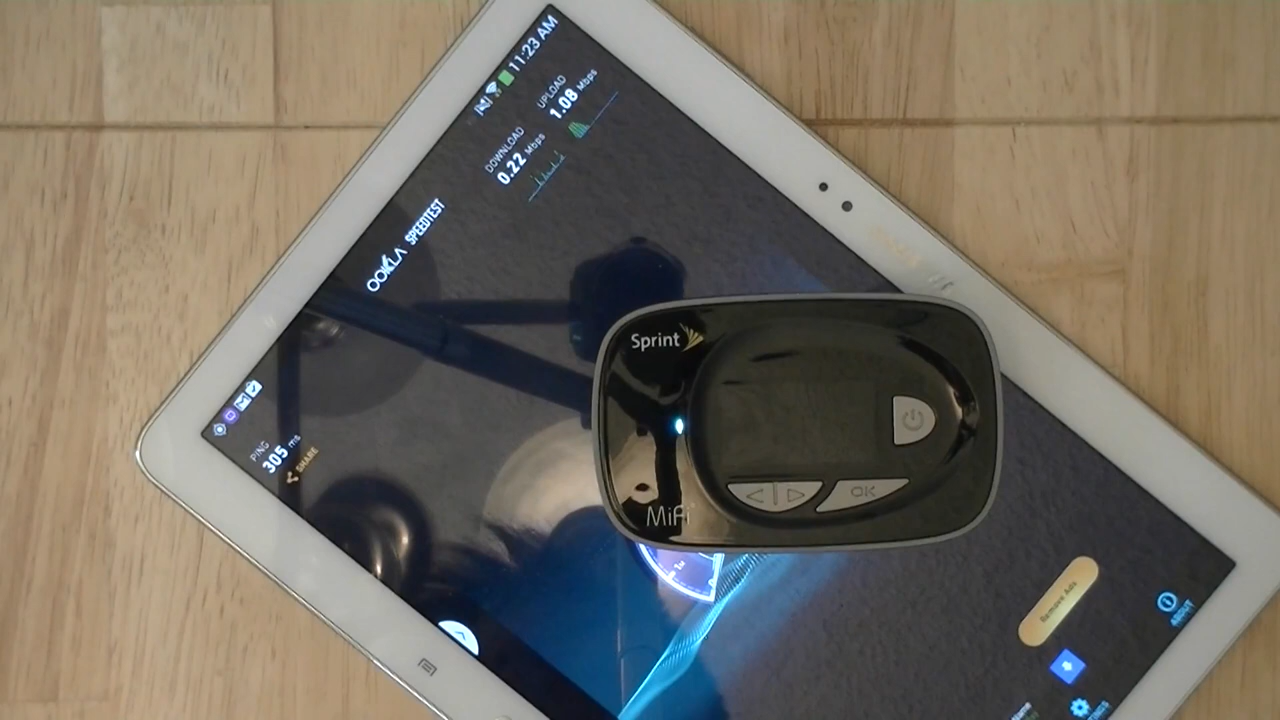 11:23 AM
PING
305 ms
DOWNLOAD
0.22 Mbps
UPLOAD
1.08 Mbps
SHARE
OOKLA SPEEDTEST
Sprint
OK
MiFi
Remove Ads
ABOUT